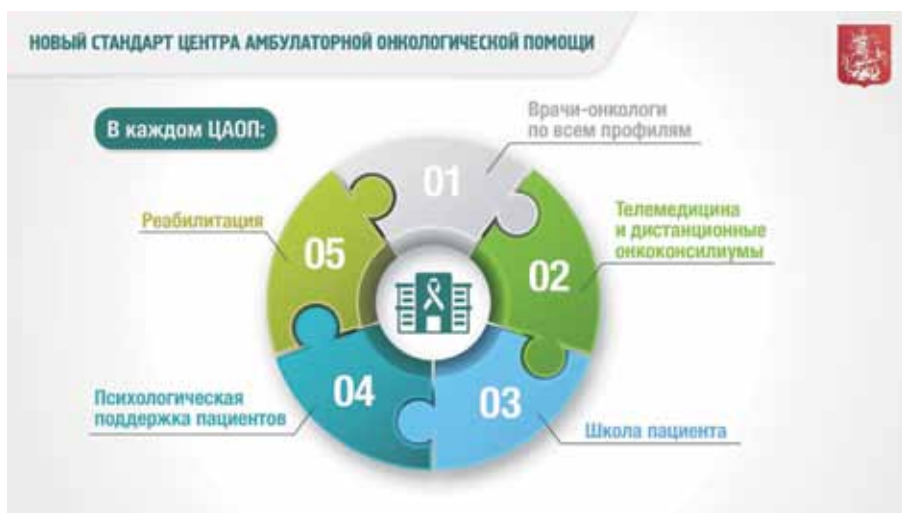 НОВЫЙ СТАНДАРТ ЦЕНТРА АМБУЛАТОРНОЙ ОНКОЛОГИЧЕСКОЙ ПОМОЩИ
В каждом ЦАОП:
01
Врачи-онкологи
по всем профилям
02
Телемедицина
и дистанционные
онкоконсилиумы
03
Школа пациента
04
Психологическая
поддержка пациентов
05
Реабилитация